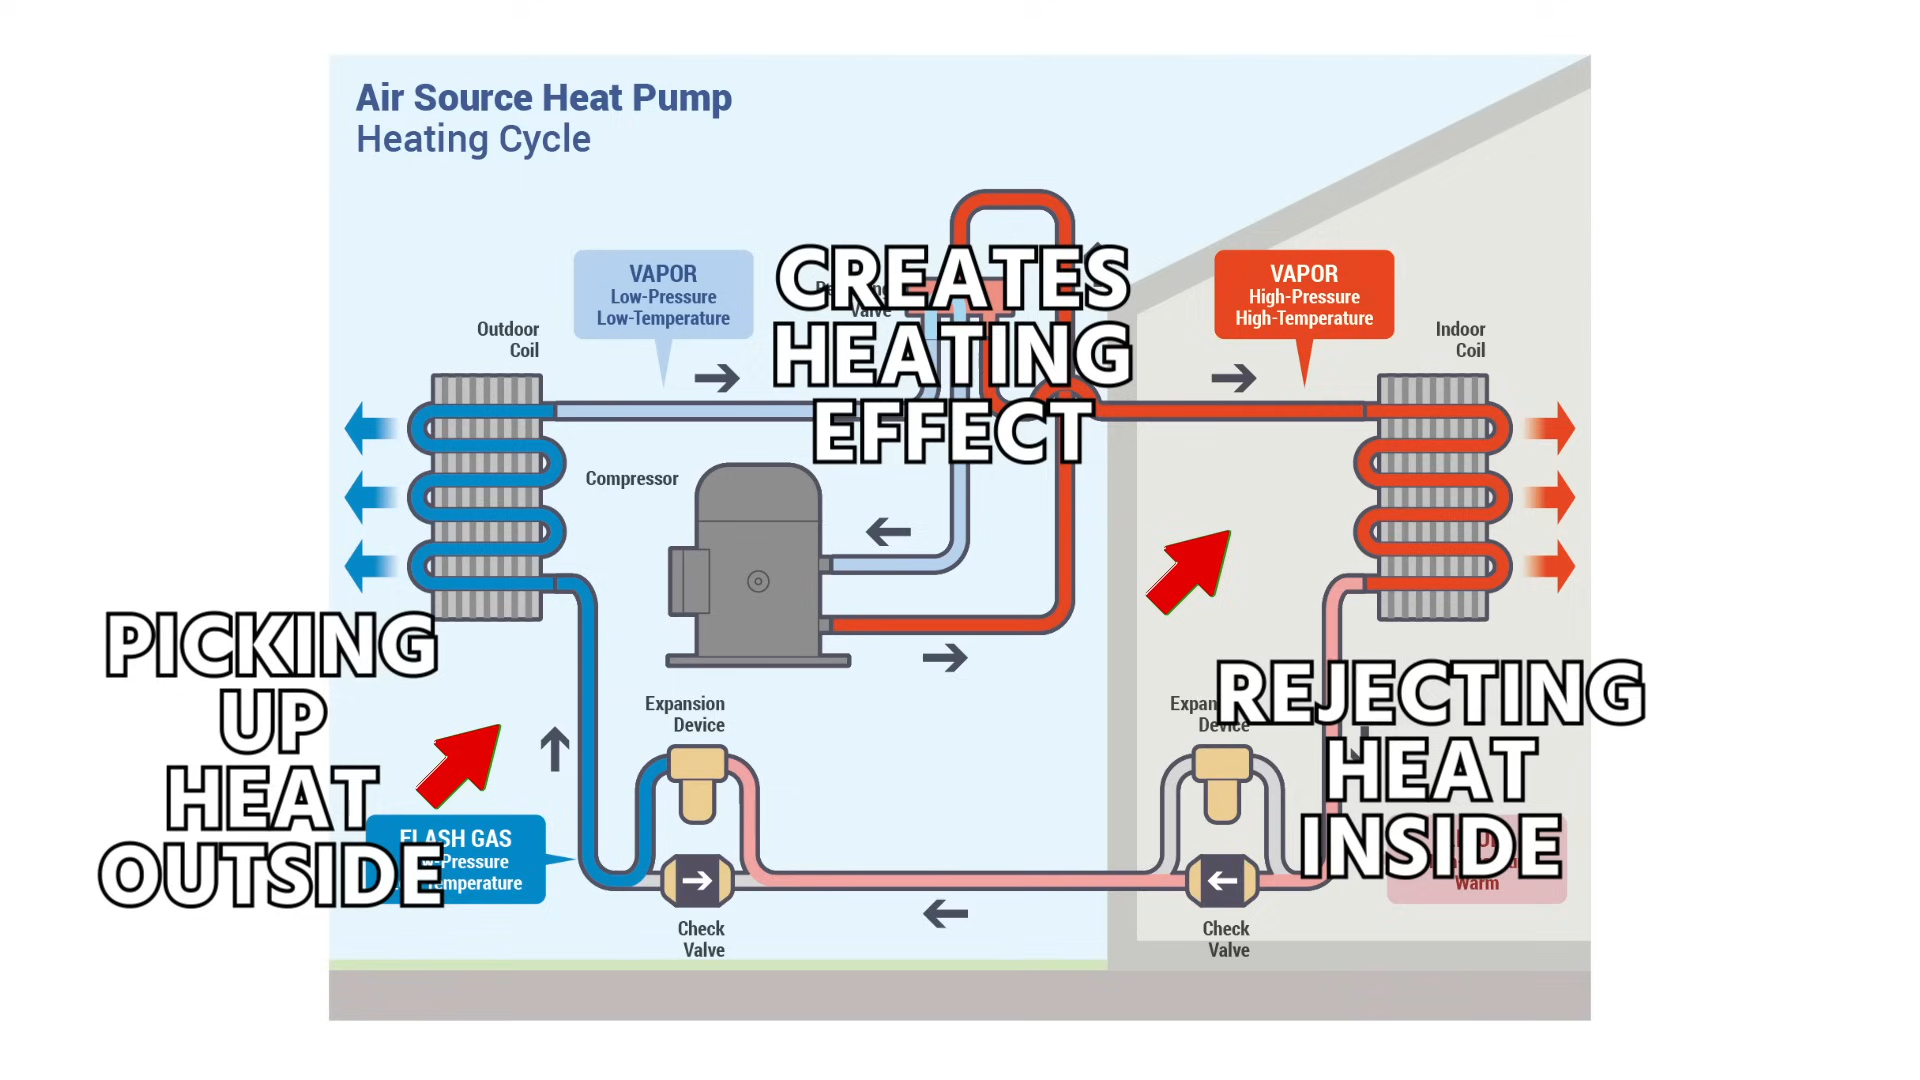 Air Source Heat Pump
Heating Cycle
VAPOR
Low-Pressure
Low-Temperature
CREATES
HEATING
EFFECT
Valve
VAPOR
High-Pressure
High-Temperature
Outdoor
Coil
Indoor
Coil
Compressor
PICKING
UP
HEAT
OUTSIDE
Expansion
Device
Device
REJECTING
HEAT
INSIDE
FLASH GAS
Warm
Check
Valve
Check
Valve